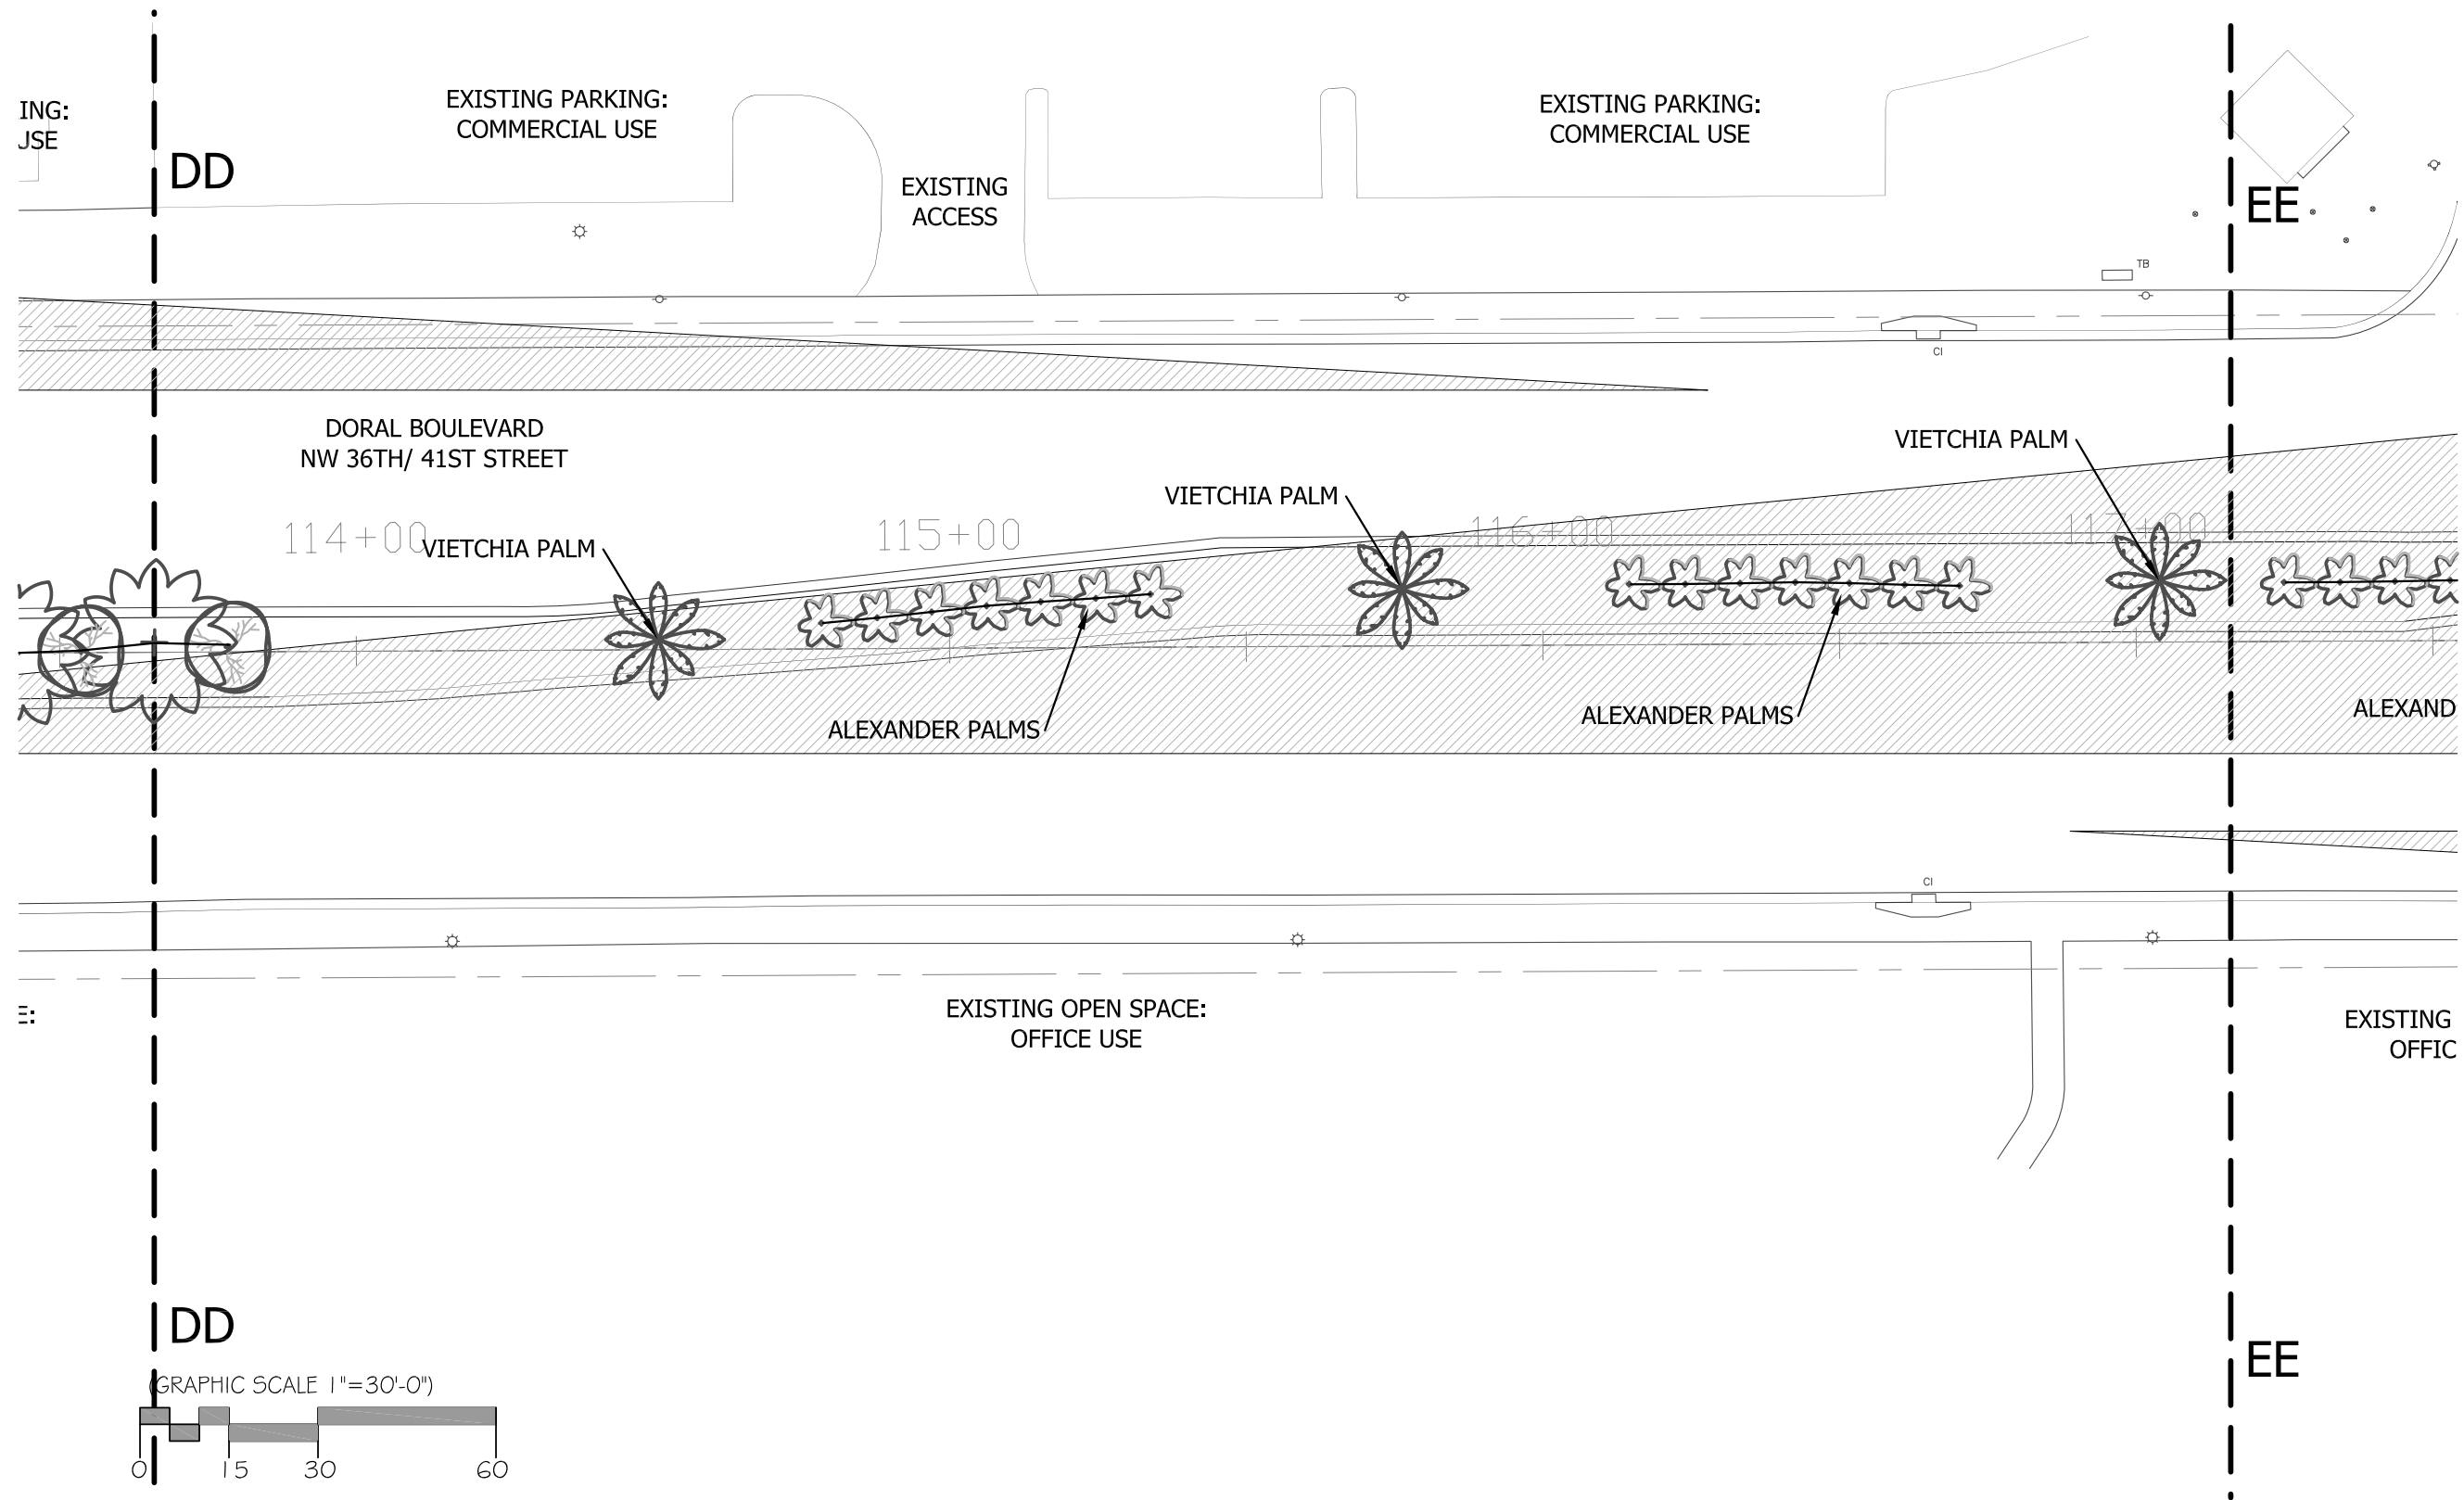 EXISTING PARKING:
COMMERCIAL USE
EXISTING PARKING:
COMMERCIAL USE
ING:
USE
DD
EXISTING
ACCESS
EE
TB
CI
DORAL BOULEVARD
NW 36TH/ 41ST STREET
VIETCHIA PALM
VIETCHIA PALM
114+00
VIETCHIA PALM
115+00
116+00
117+00
ALEXANDER PALMS
ALEXANDER PALMS
ALEXAND
CI
EXISTING OPEN SPACE:
OFFICE USE
E:
EXISTING
OFFIC
DD
EE
(GRAPHIC SCALE 1"=30'-0")
0 15 30 60